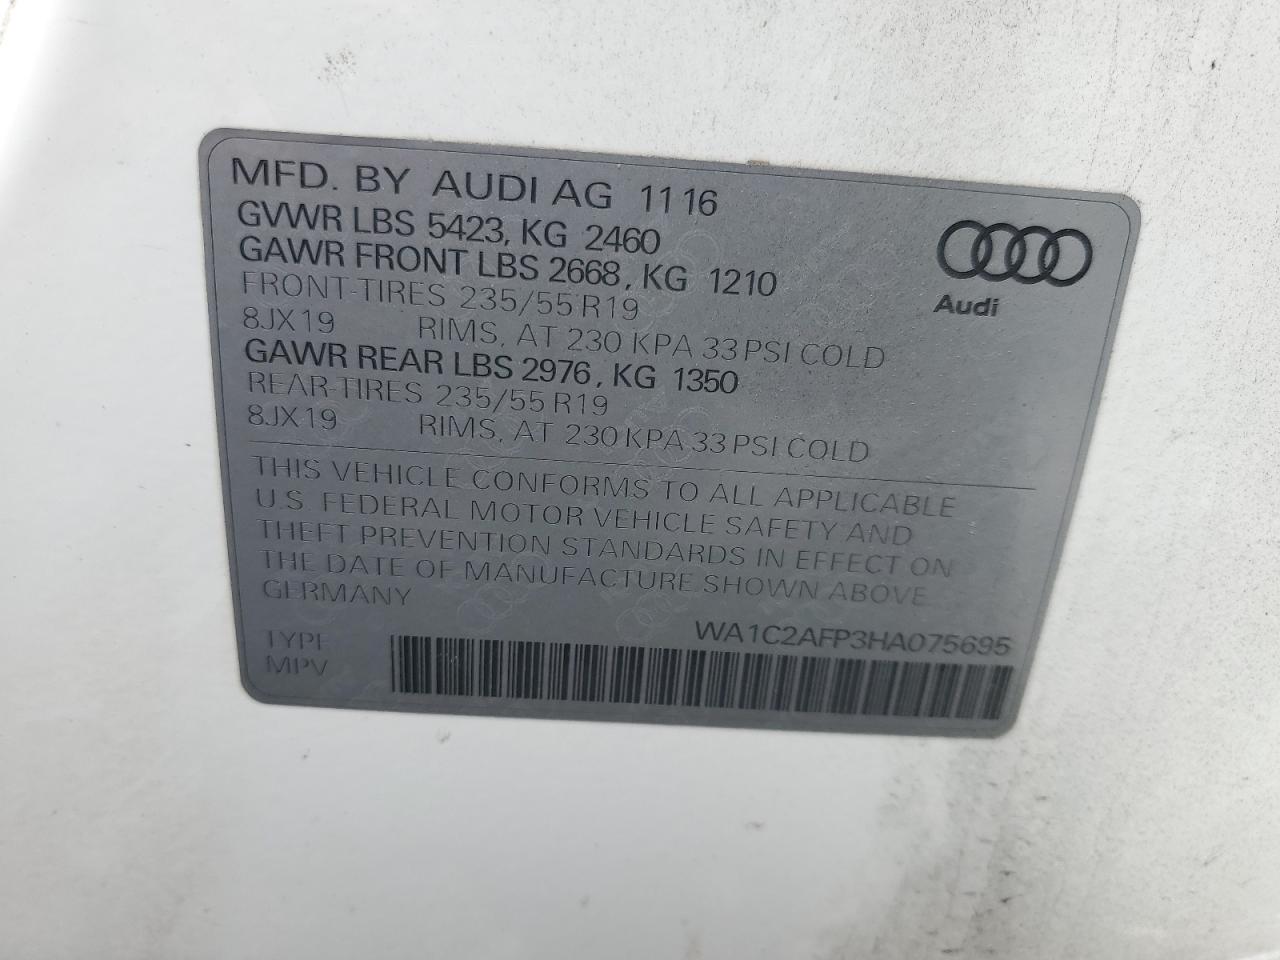 MFD. BY AUDI AG 11 16
GVWR LBS 5423, KG 2460
GAWR FRONT LBS 2668, KG 1210
FRONT-TIRES 235/55 R19
8JX19 RIMS, AT 230 KPA 33 PSI COLD
GAWR REAR LBS 2976, KG 1350
REAR-TIRES 235/55 R19
8JX19 RIMS, AT 230 KPA 33 PSI COLD
Audi
THIS VEHICLE CONFORMS TO ALL APPLICABLE
U.S. FEDERAL MOTOR VEHICLE SAFETY AND
THEFT PREVENTION STANDARDS IN EFFECT ON
THE DATE OF MANUFACTURE SHOWN ABOVE
GERMANY
WA1C2AFP3HA075695
TYPE
MPV